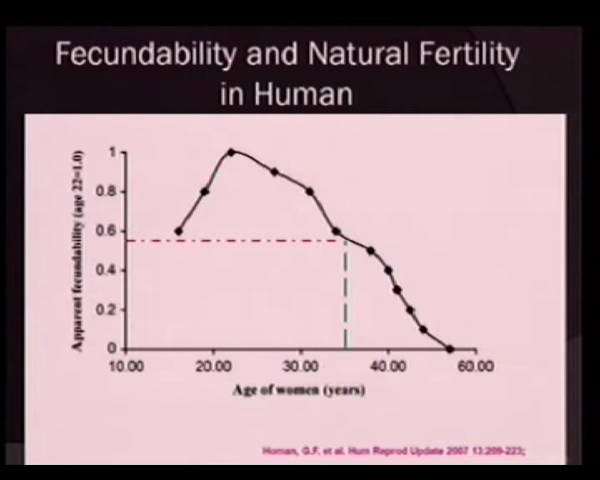 Fecundability and Natural Fertility
in Human
Apparent fecundability (age 22=1.0)
1
0.8
0.6
0.4
0.2
0
10.00 20.00 30.00 40.00 60.00
Age of women (years)
Homan, G.F. et al. Hum Reprod Update 2007 13:209-223;